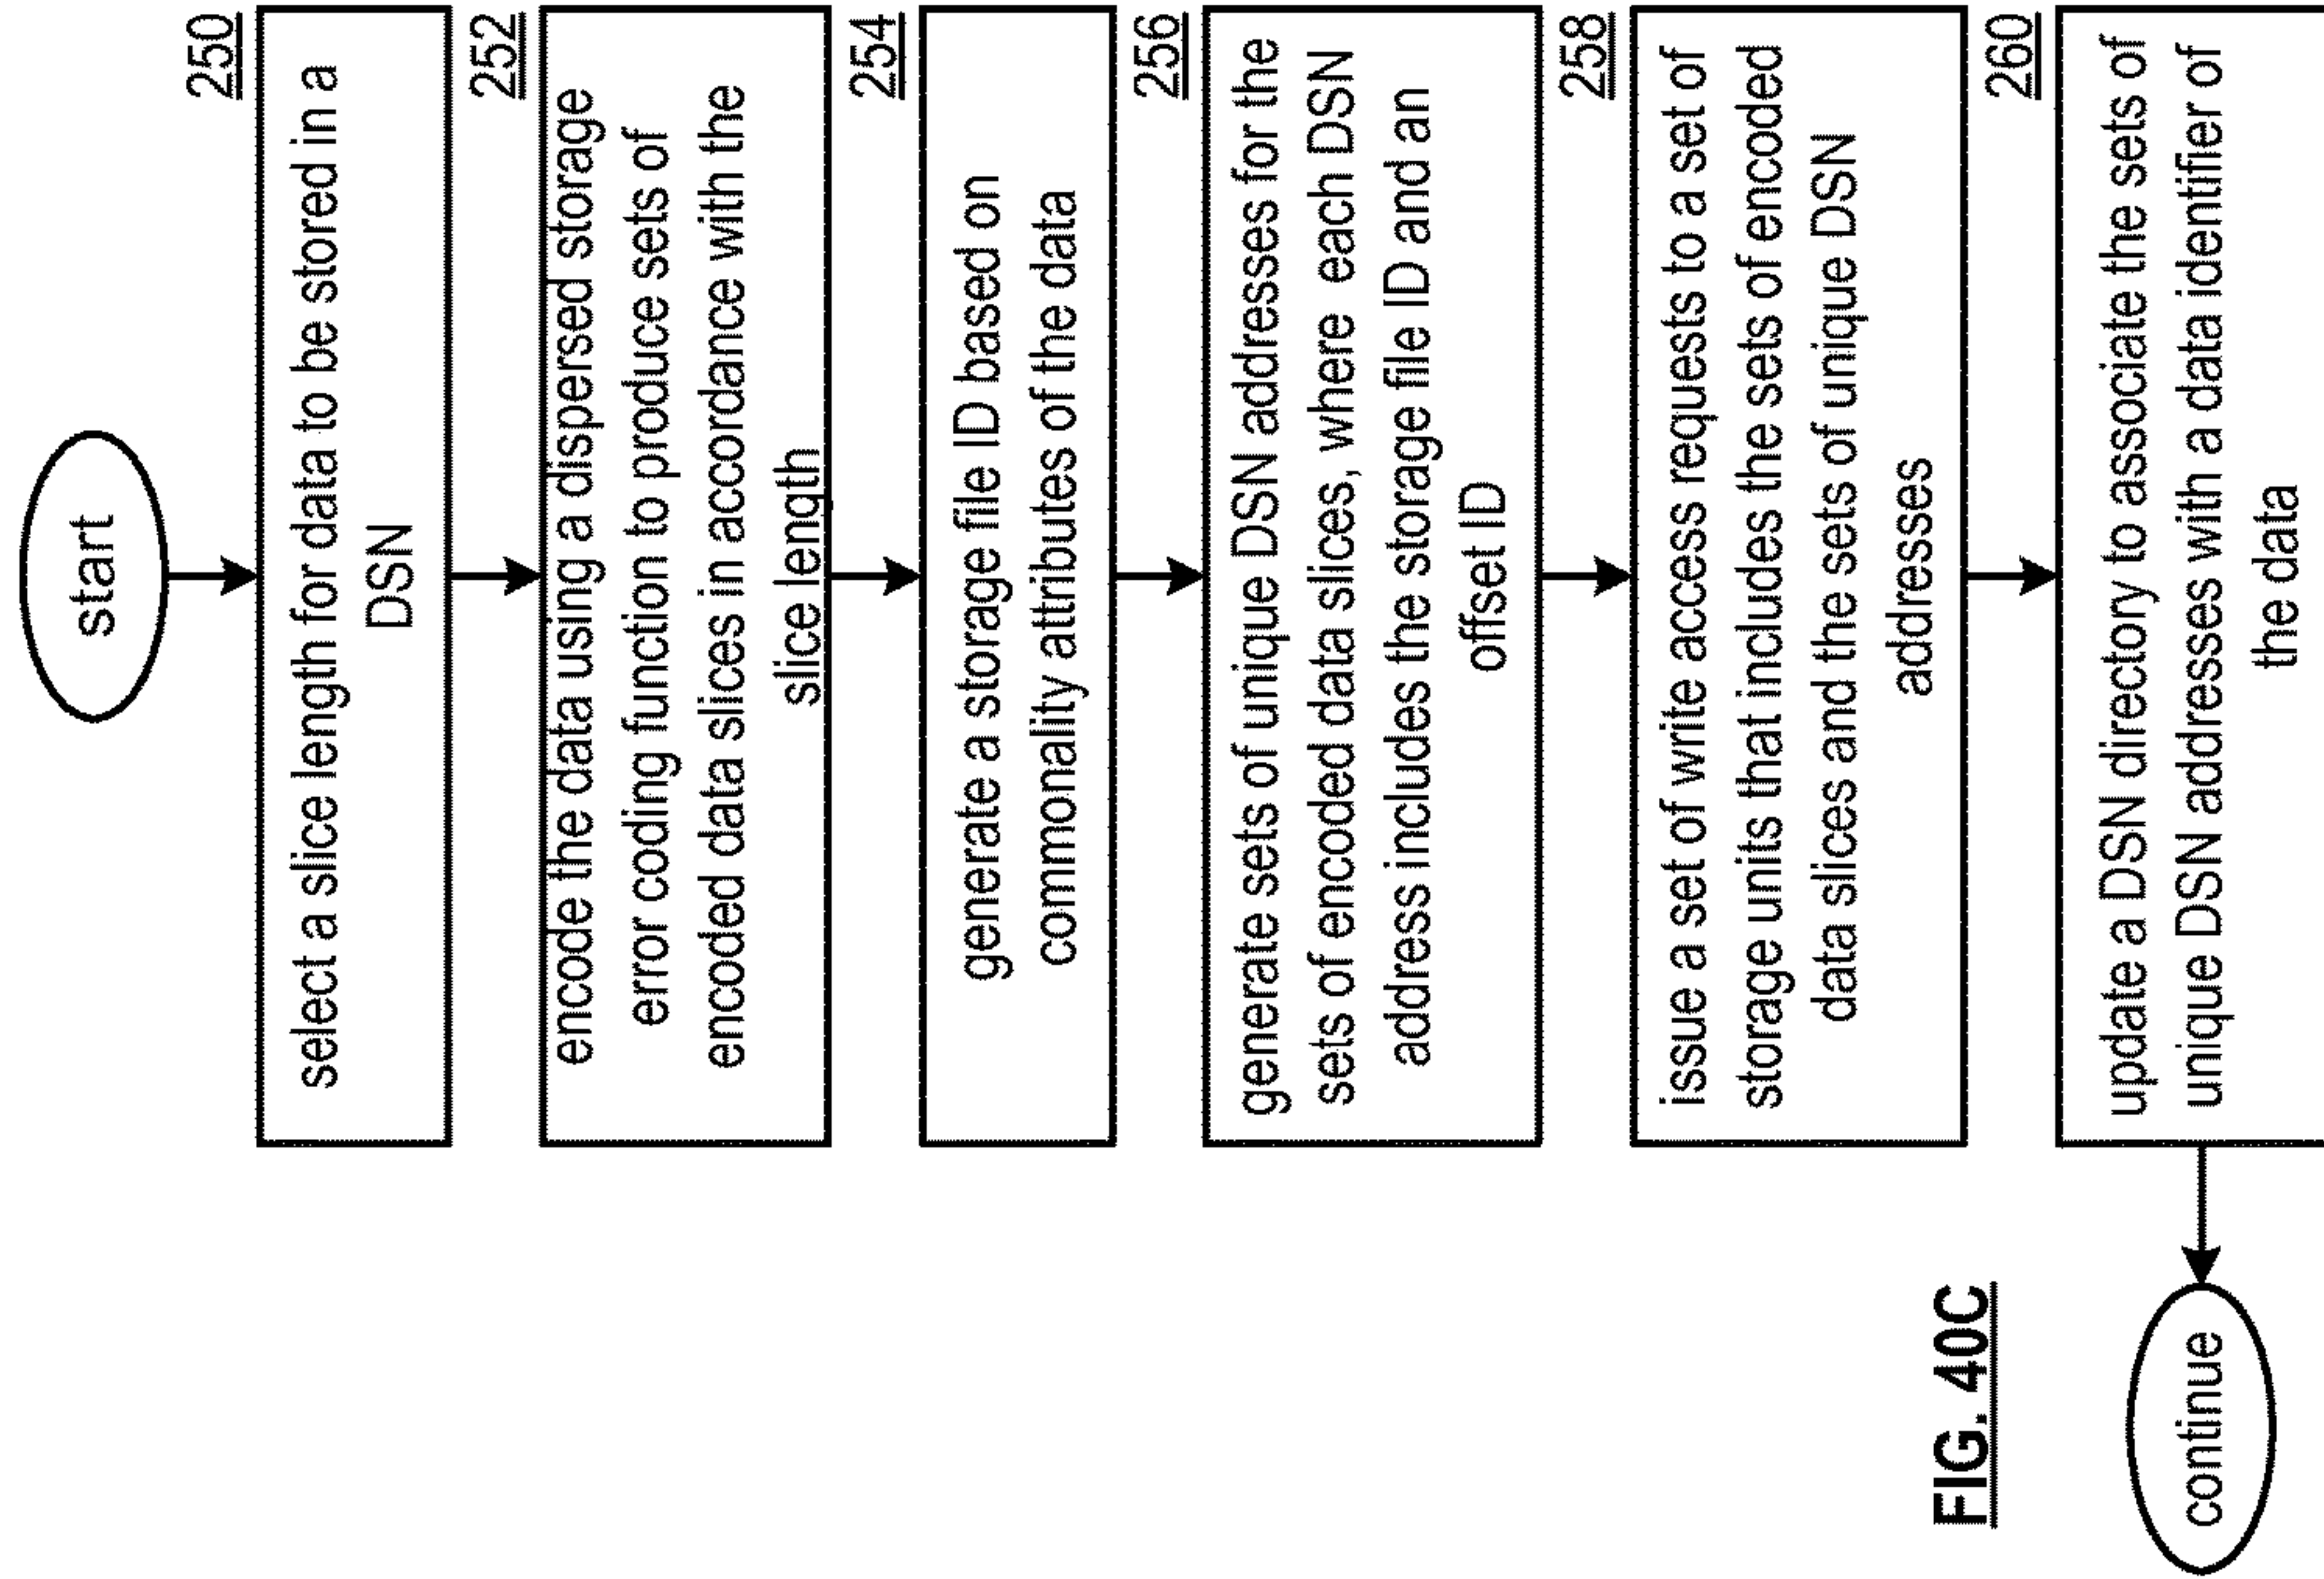 start
250
select a slice length for data to be stored in a
DSN
252
encode the data using a dispersed storage
error coding function to produce sets of
encoded data slices in accordance with the
slice length
254
generate a storage file ID based on
commonality attributes of the data
256
generate sets of unique DSN addresses for the
sets of encoded data slices, where each DSN
address includes the storage file ID and an
offset ID
258
issue a set of write access requests to a set of
storage units that includes the sets of encoded
data slices and the sets of unique DSN
addresses
260
update a DSN directory to associate the sets of
unique DSN addresses with a data identifier of
the data
continue
FIG. 40C